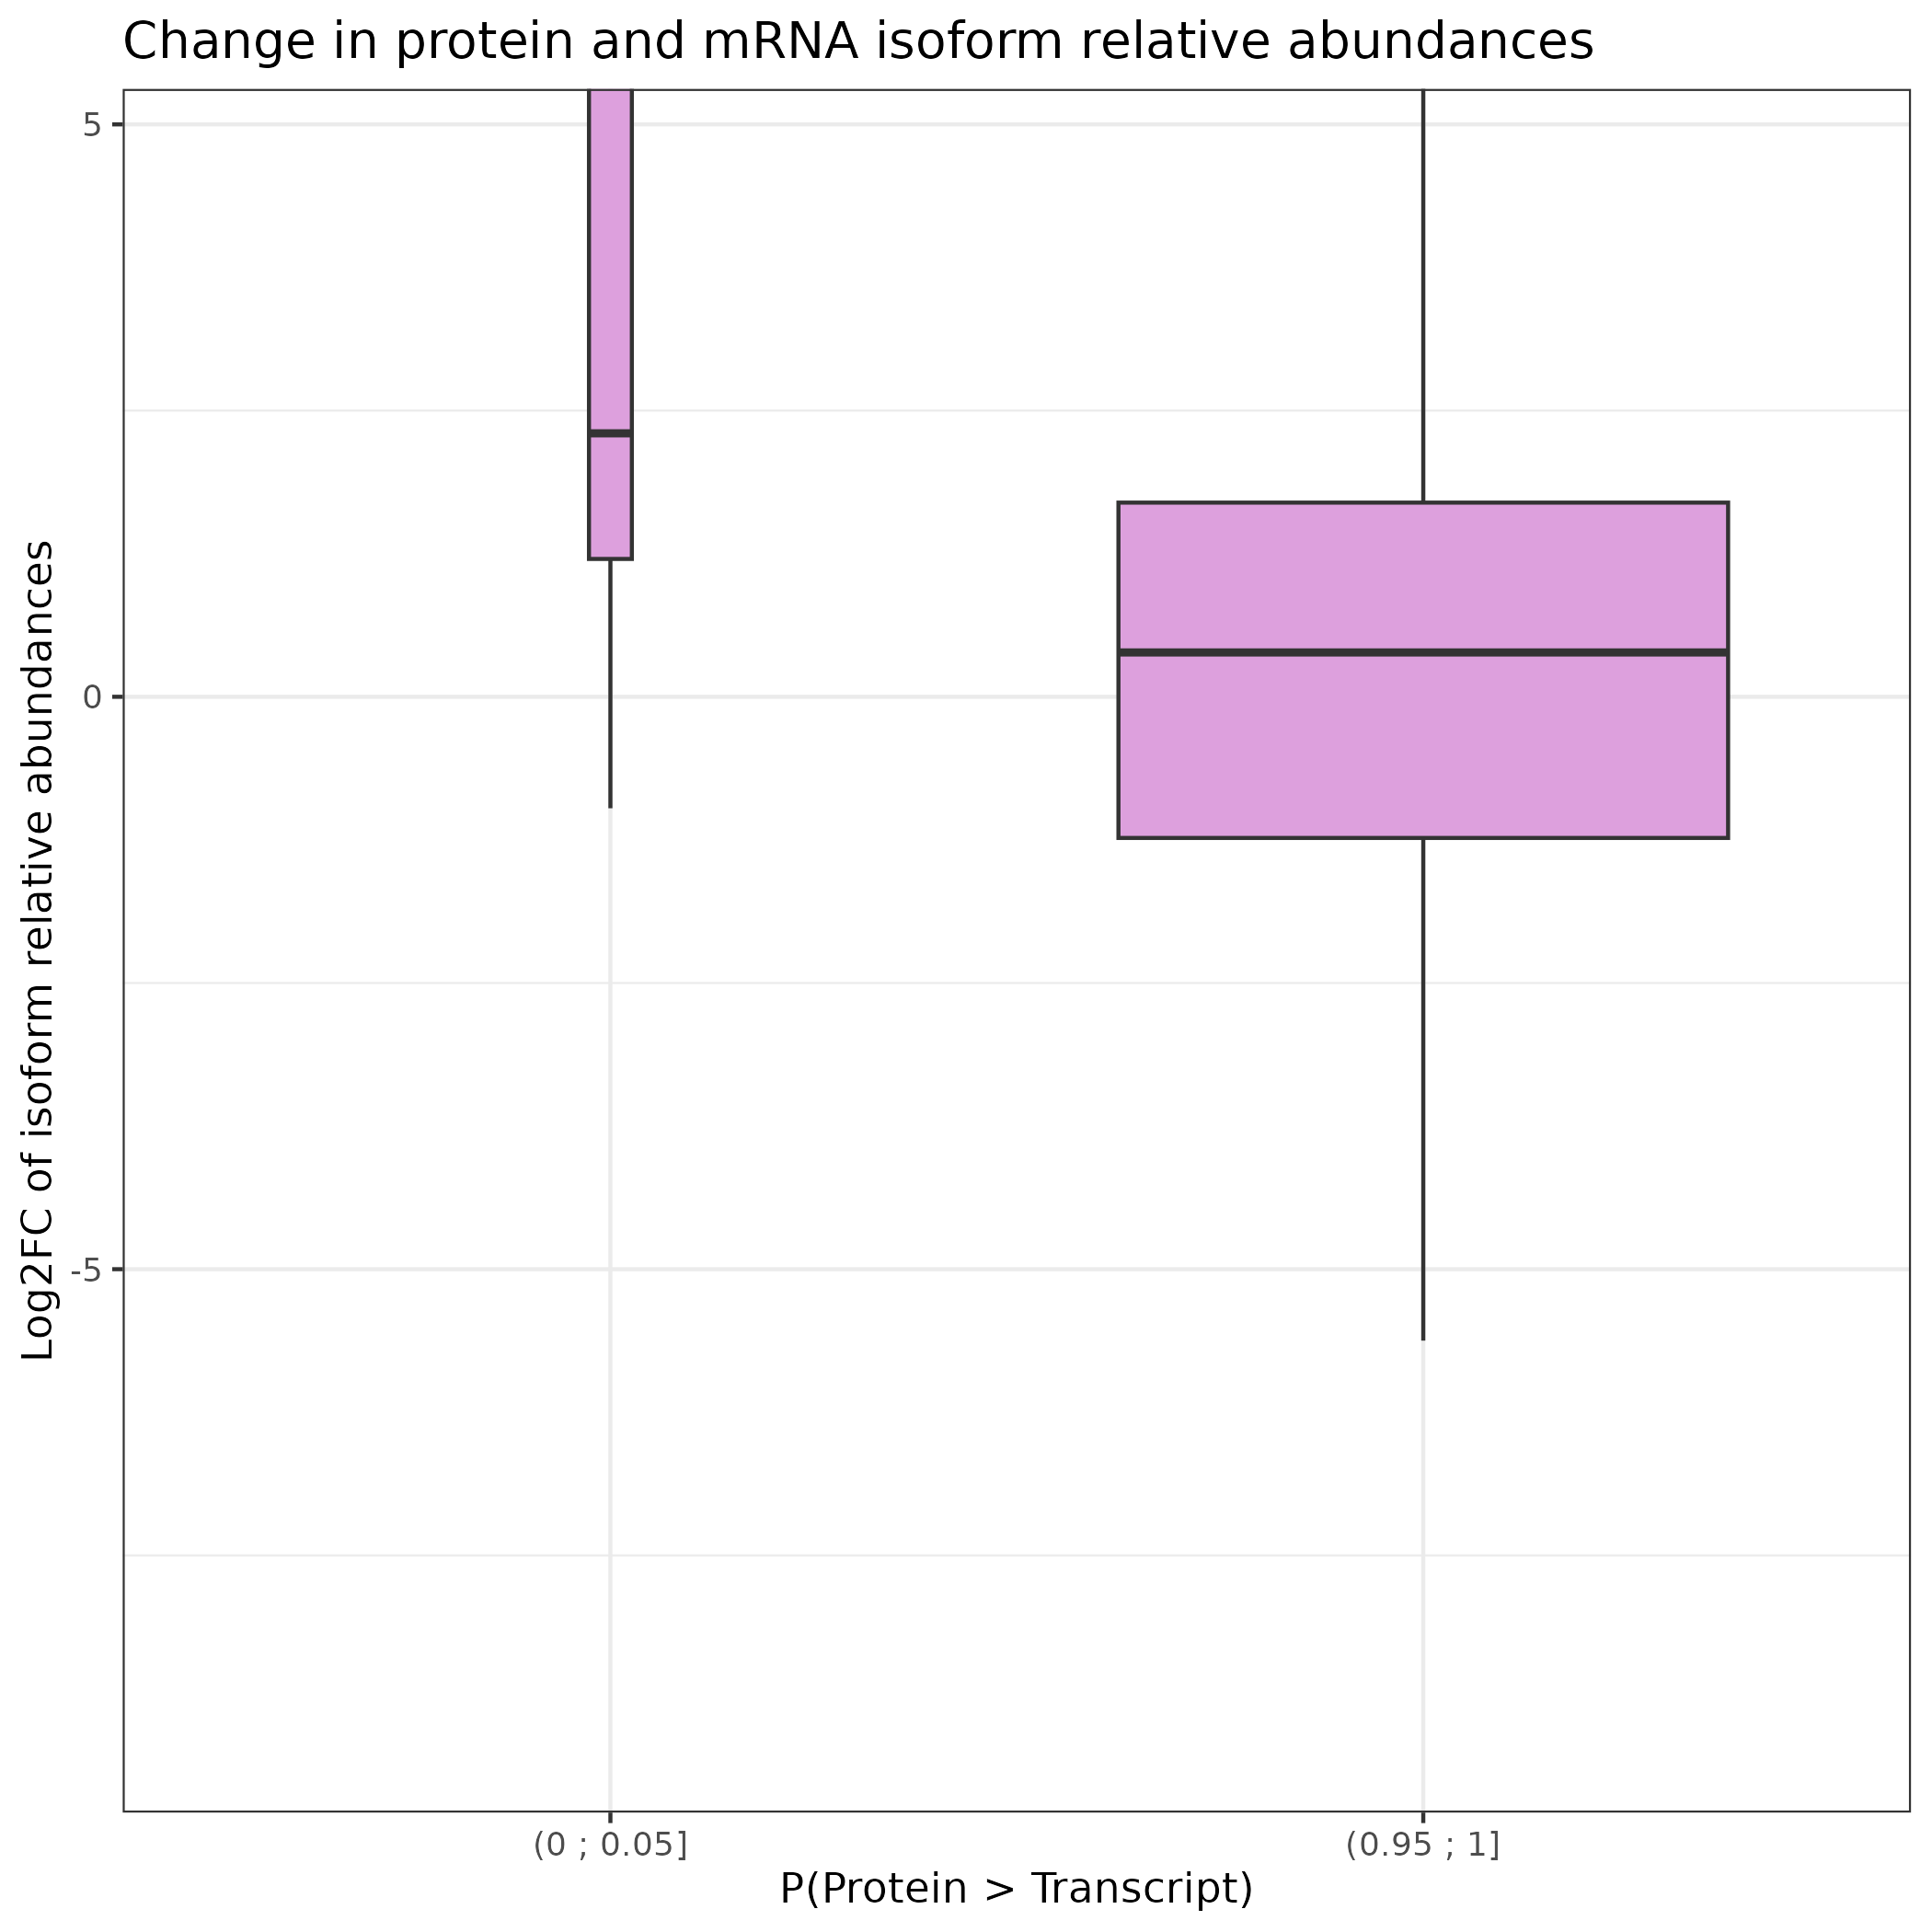 Change in protein and mRNA isoform relative abundances
Log2FC of isoform relative abundances
5
0
-5
(0 ; 0.05]
(0.95 ; 1]
P(Protein > Transcript)